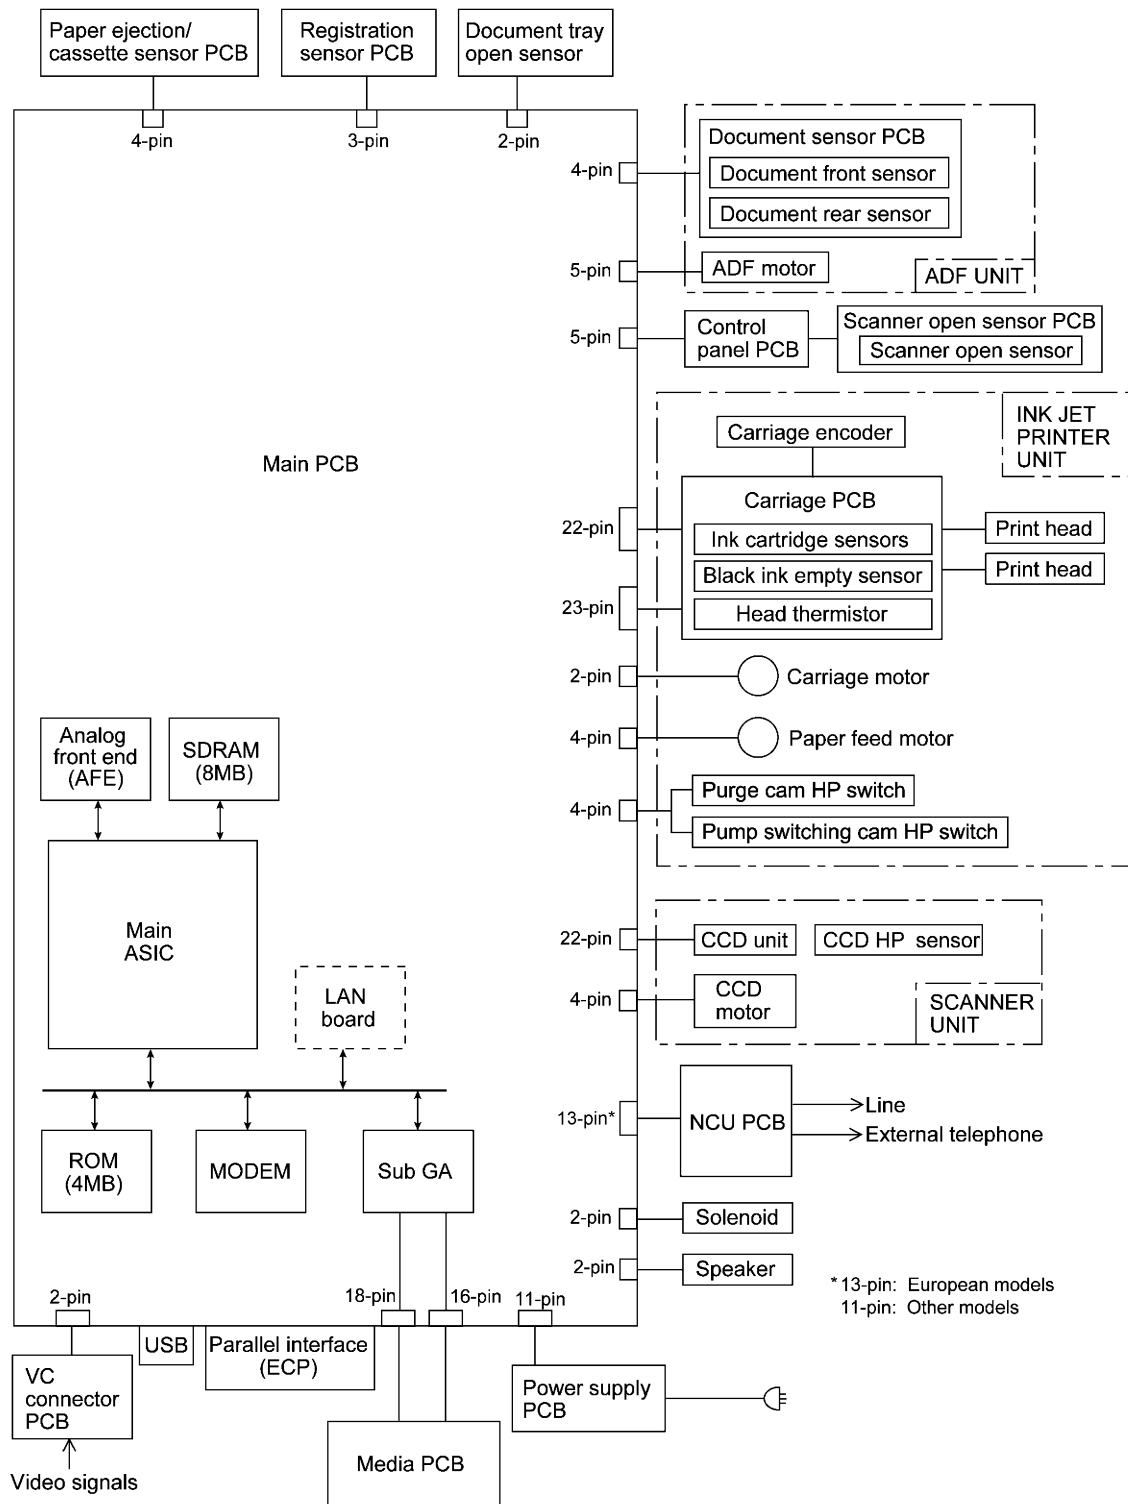 Paper ejection/
cassette sensor PCB
Registration
sensor PCB
Document tray
open sensor
4-pin
3-pin
2-pin
4-pin
Document sensor PCB
Document front sensor
Document rear sensor
5-pin
ADF motor
ADF UNIT
5-pin
Control
panel PCB
Scanner open sensor PCB
Scanner open sensor
Main PCB
INK JET
PRINTER
UNIT
Carriage encoder
22-pin
Carriage PCB
Ink cartridge sensors
Black ink empty sensor
Head thermistor
Print head
Print head
23-pin
2-pin
Carriage motor
4-pin
Paper feed motor
4-pin
Purge cam HP switch
Pump switching cam HP switch
Analog
front end
(AFE)
SDRAM
(8MB)
Main
ASIC
LAN
board
22-pin
CCD unit
CCD HP sensor
4-pin
CCD
motor
SCANNER
UNIT
13-pin*
NCU PCB
Line
External telephone
ROM
(4MB)
MODEM
Sub GA
2-pin
Solenoid
2-pin
Speaker
*13-pin: European models
11-pin: Other models
2-pin
18-pin
16-pin
11-pin
USB
Parallel interface
(ECP)
VC
connector
PCB
Power supply
PCB
Media PCB
Video signals